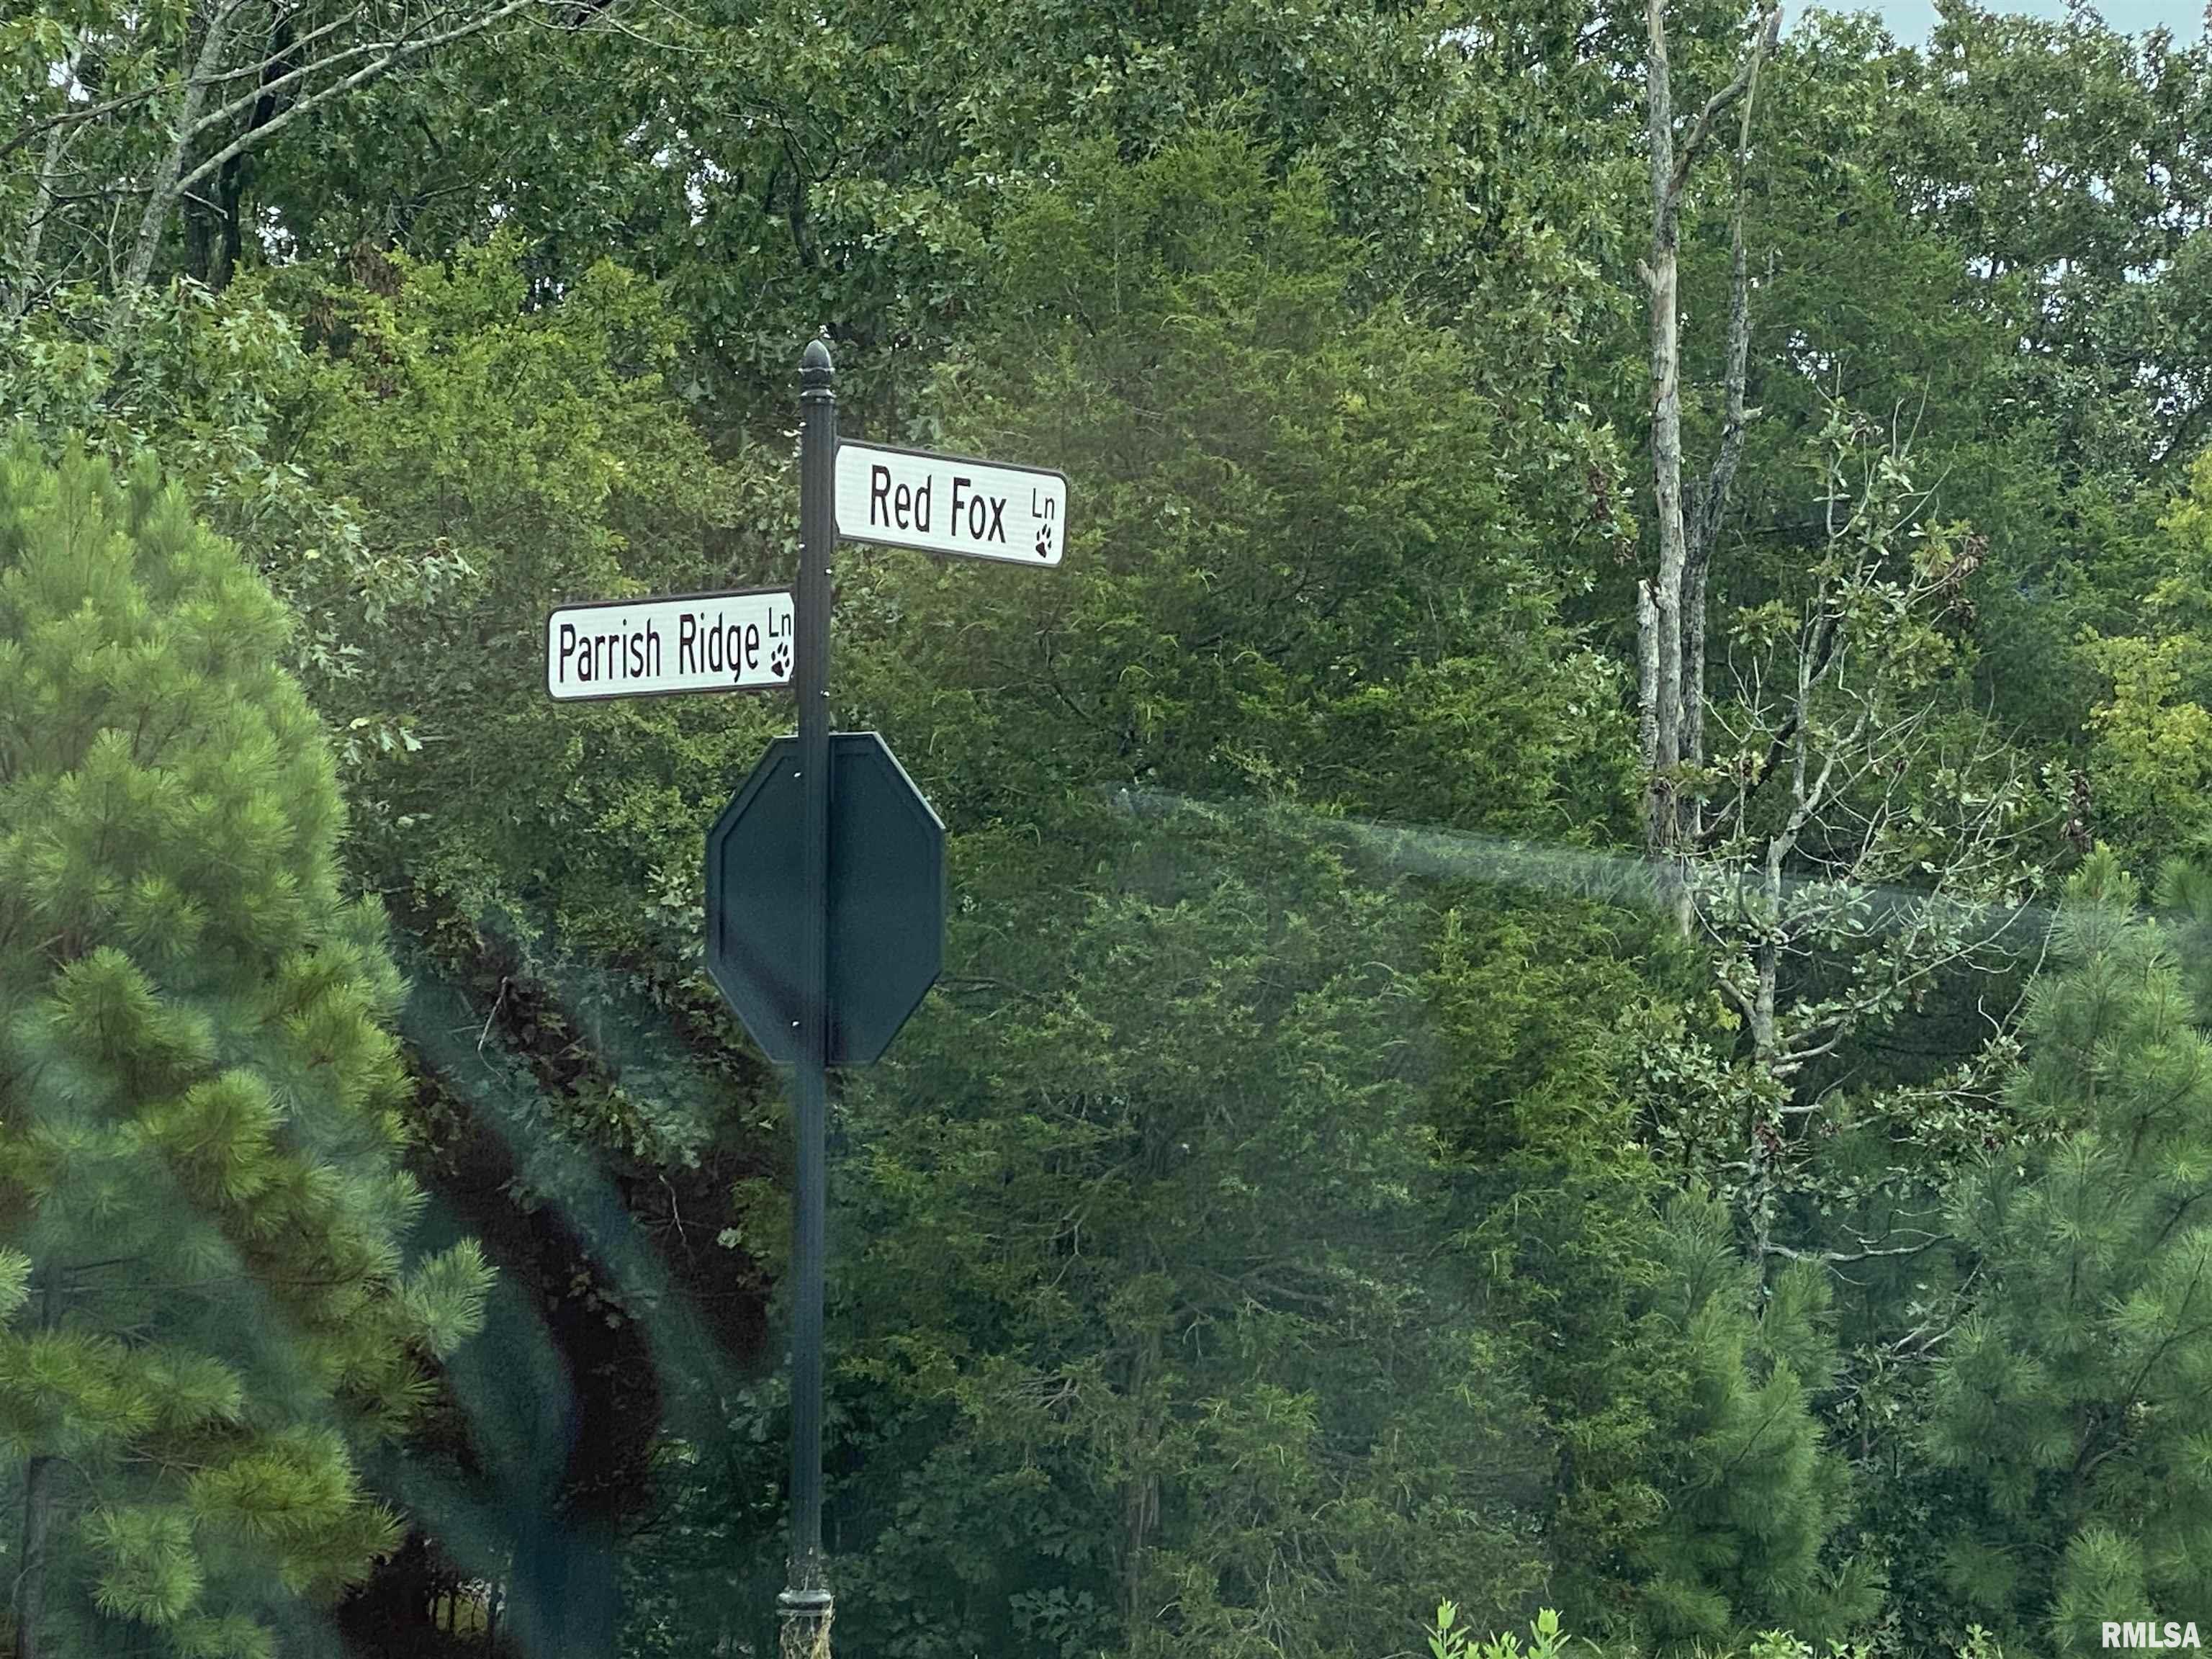 Red Fox Ln
Parrish Ridge Ln
RMLSA